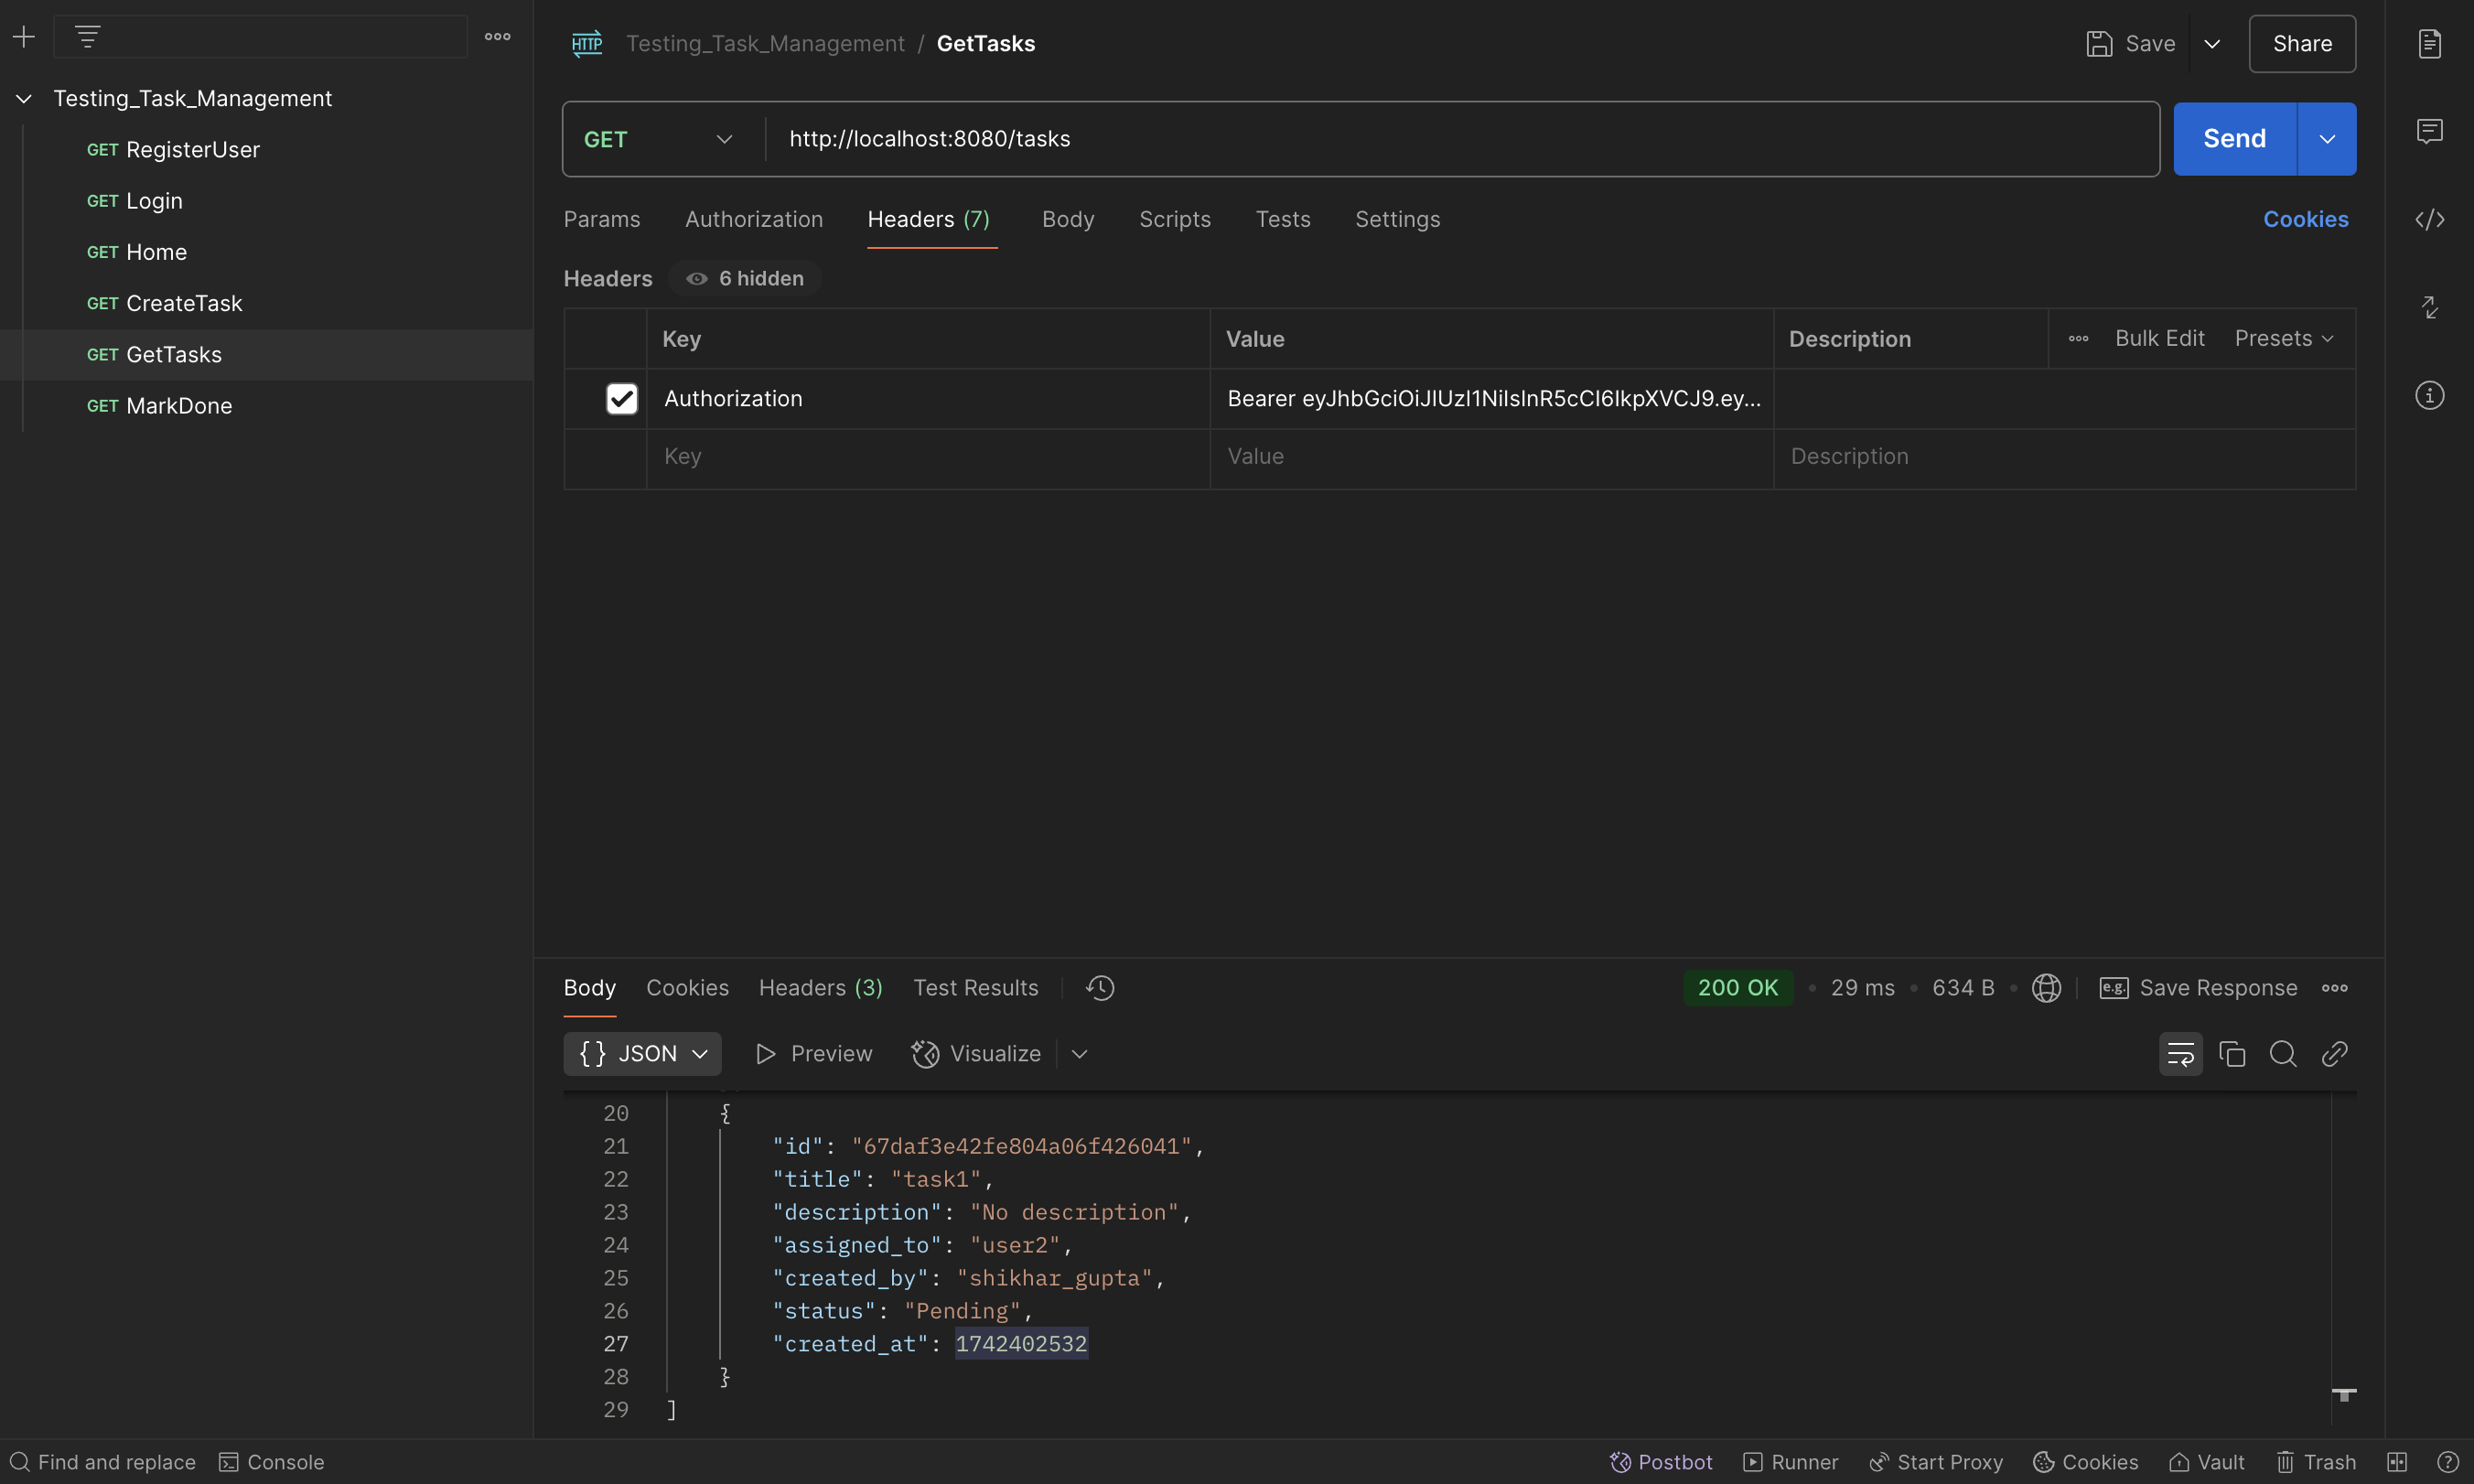 Testing_Task_Management
GET RegisterUser
GET Login
GET Home
GET CreateTask
GET GetTasks
GET MarkDone
HTTP Testing_Task_Management / GetTasks
Save
Share
GET http://localhost:8080/tasks
Send
Params Authorization Headers (7) Body Scripts Tests Settings Cookies
Headers 6 hidden
Key Value Description Bulk Edit Presets
Authorization Bearer eyJhbGciOiJIUzI1NiIsInR5cCI6IkpXVCJ9.ey...
Key Value Description
Body Cookies Headers (3) Test Results 200 OK • 29 ms • 634 B • e.g. Save Response
{} JSON Preview Visualize
20 {
21 "id": "67daf3e42fe804a06f426041",
22 "title": "task1",
23 "description": "No description",
24 "assigned_to": "user2",
25 "created_by": "shikhar_gupta",
26 "status": "Pending",
27 "created_at": 1742402532
28 }
29 ]
Find and replace Console Postbot Runner Start Proxy Cookies Vault Trash